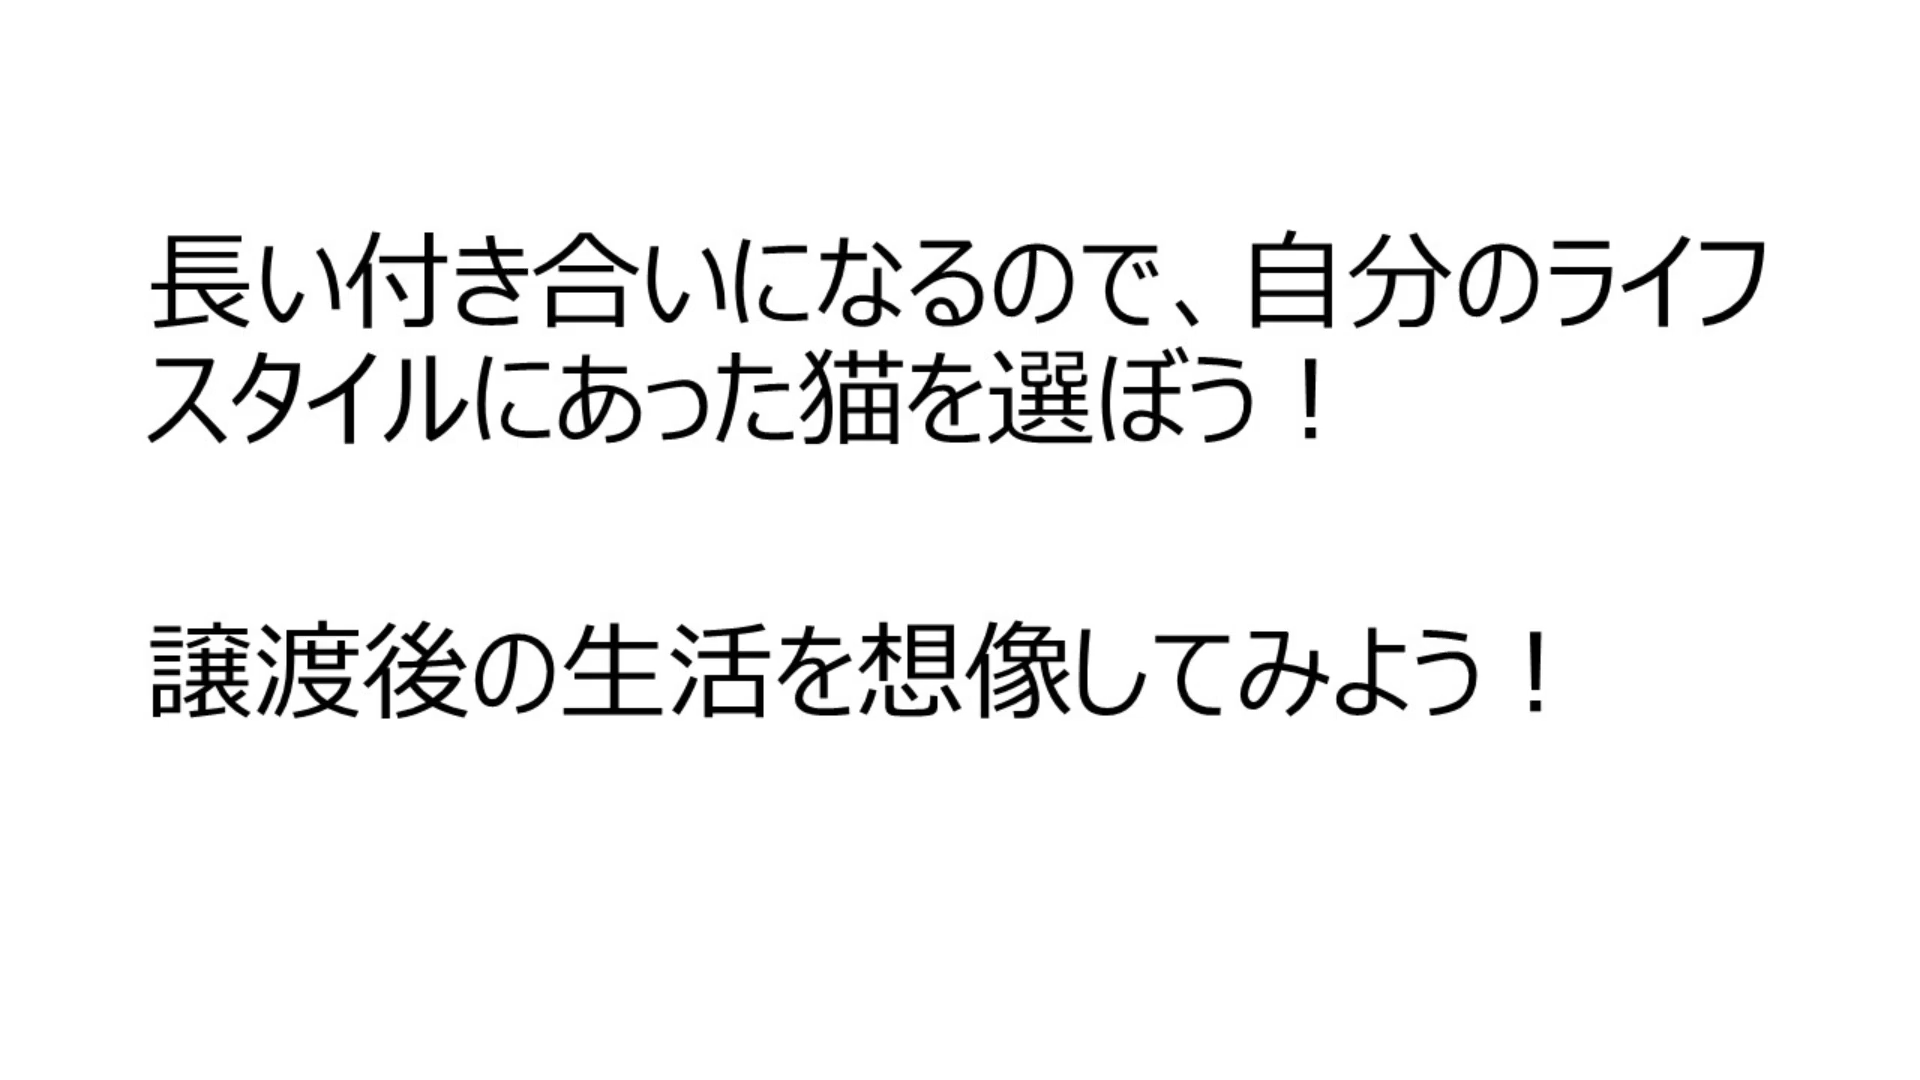 長い付き合いになるので、自分のライフ
スタイルにあった猫を選ぼう！
譲渡後の生活を想像してみよう！